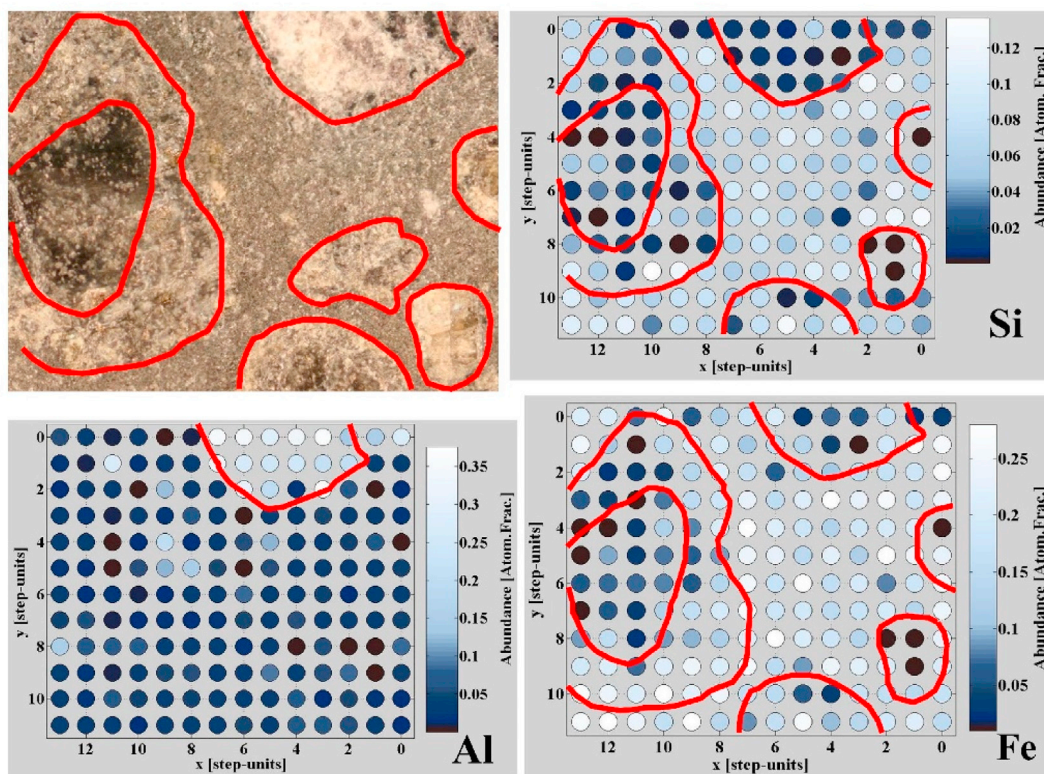 0
2
4
6
8
10
y [step-units]
12 10 8 6 4 2 0
x [step-units]
0.12
0.1
0.08
0.06
0.04
0.02
Abundance [Atom. Frac.]
Si
0
2
4
6
8
10
y [step-units]
12 10 8 6 4 2 0
x [step-units]
0.35
0.3
0.25
0.2
0.15
0.1
0.05
Abundance [Atom.Frac.]
Al
0
2
4
6
8
10
y [step-units]
12 10 8 6 4 2 0
x [step-units]
0.25
0.2
0.15
0.1
0.05
Abundance [Atom Frac.]
Fe